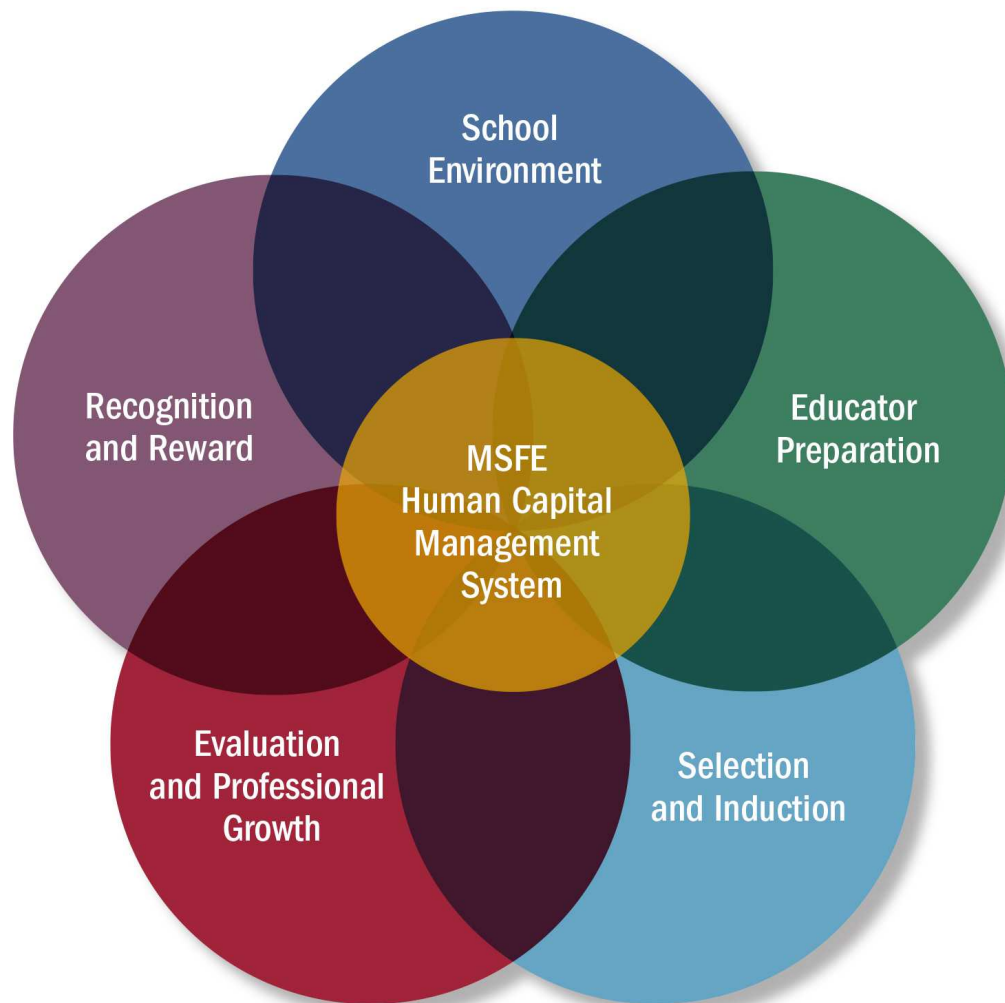 School
Environment
Recognition
and Reward
Educator
Preparation
MSFE
Human Capital
Management
System
Evaluation
and Professional
Growth
Selection
and Induction